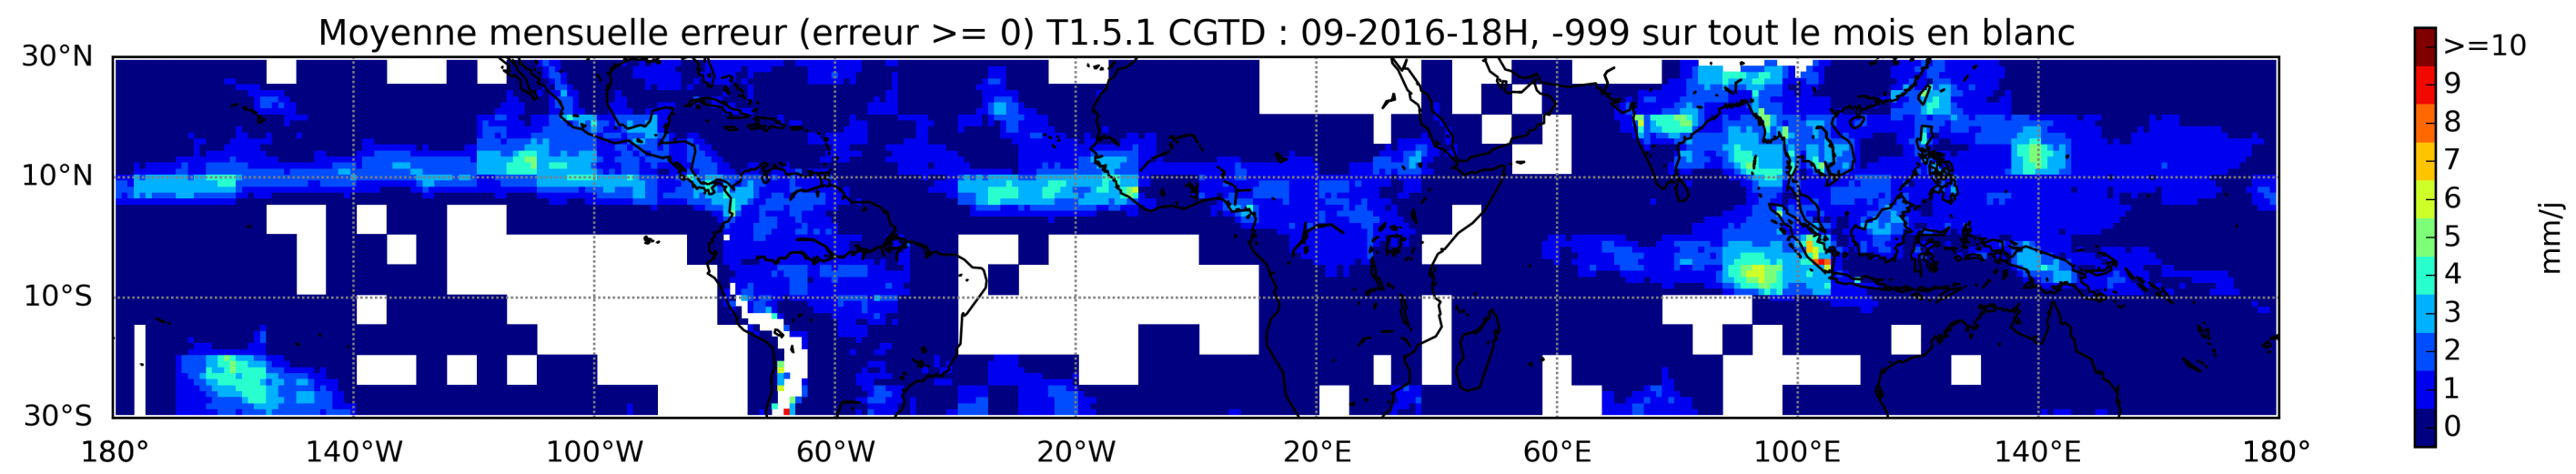 Moyenne mensuelle erreur (erreur >= 0) T1.5.1 CGTD : 09-2016-18H, -999 sur tout le mois en blanc
30°N
10°N
10°S
30°S
180° 140°W 100°W 60°W 20°W 20°E 60°E 100°E 140°E 180°
>=10
9
8
7
6
5
4
3
2
1
0
mm/j